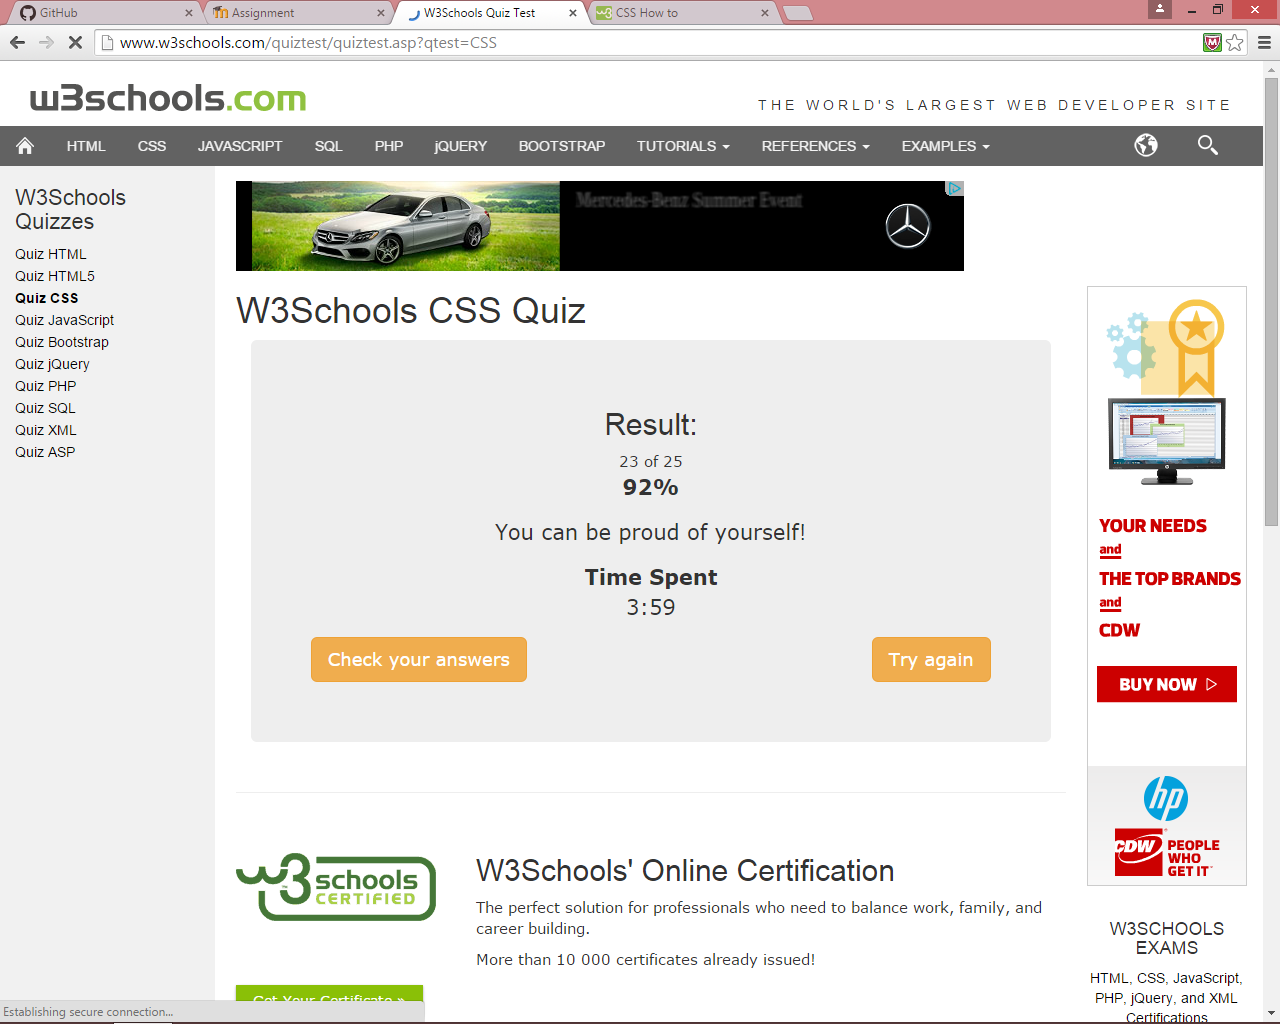 GitHub
Assignment
W3Schools Quiz Test
CSS How to
www.w3schools.com/quiztest/quiztest.asp?qtest=CSS
w3schools.com
THE WORLD'S LARGEST WEB DEVELOPER SITE
HTML CSS JAVASCRIPT SQL PHP jQUERY BOOTSTRAP TUTORIALS REFERENCES EXAMPLES
W3Schools
Quizzes
Quiz HTML
Quiz HTML5
Quiz CSS
Quiz JavaScript
Quiz Bootstrap
Quiz jQuery
Quiz PHP
Quiz SQL
Quiz XML
Quiz ASP
Mercedes-Benz Summer Event
W3Schools CSS Quiz
Result:
23 of 25
92%
You can be proud of yourself!
Time Spent
3:59
Check your answers
Try again
w3schools
CERTIFIED
W3Schools' Online Certification
The perfect solution for professionals who need to balance work, family, and
career building.
More than 10 000 certificates already issued!
Get Your Certificate »
YOUR NEEDS
and
THE TOP BRANDS
and
CDW
BUY NOW
hp
CDW
PEOPLE
WHO
GET IT
W3SCHOOLS
EXAMS
HTML, CSS, JavaScript,
PHP, jQuery, and XML
Certifications
Establishing secure connection...